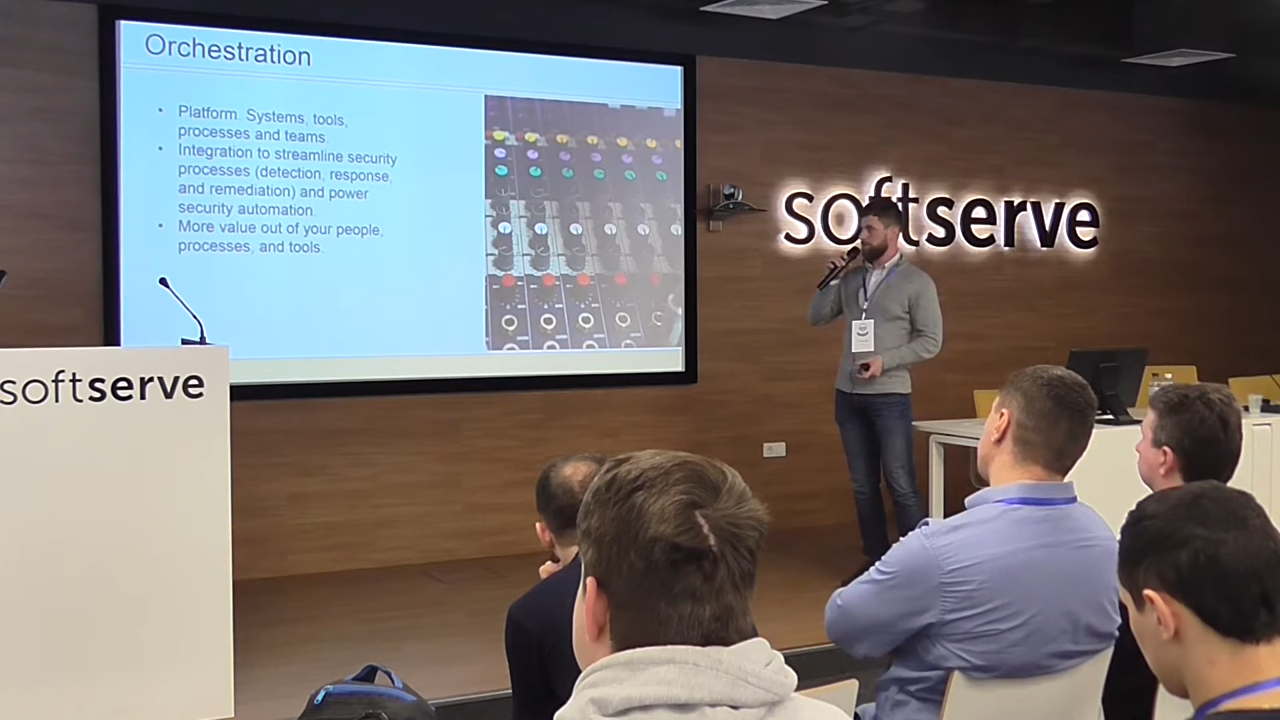 Orchestration
• Platform. Systems, tools,
processes and teams.
• Integration to streamline security
processes (detection, response,
and remediation) and power
security automation.
• More value out of your people,
processes, and tools.
softserve
softserve